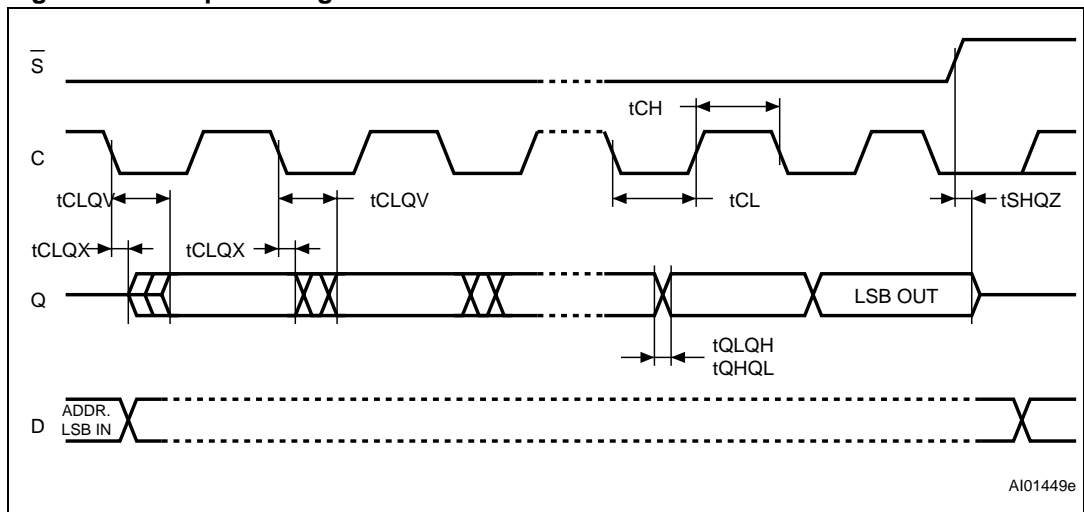 S
tCH
C
tCLQV
tCLQV
tCL
tSHQZ
tCLQX
tCLQX
Q
LSB OUT
tQLQH
tQHQL
ADDR.
D LSB IN
AI01449e